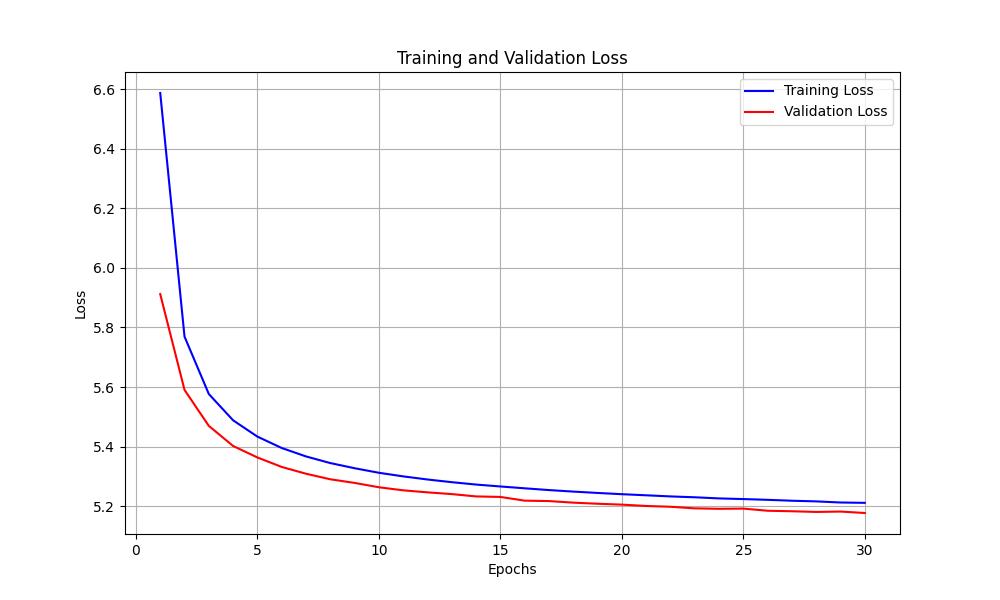 Training and Validation Loss
Training Loss
Validation Loss
6.6
6.4
6.2
6.0
5.8
5.6
5.4
5.2
Loss
0 5 10 15 20 25 30
Epochs